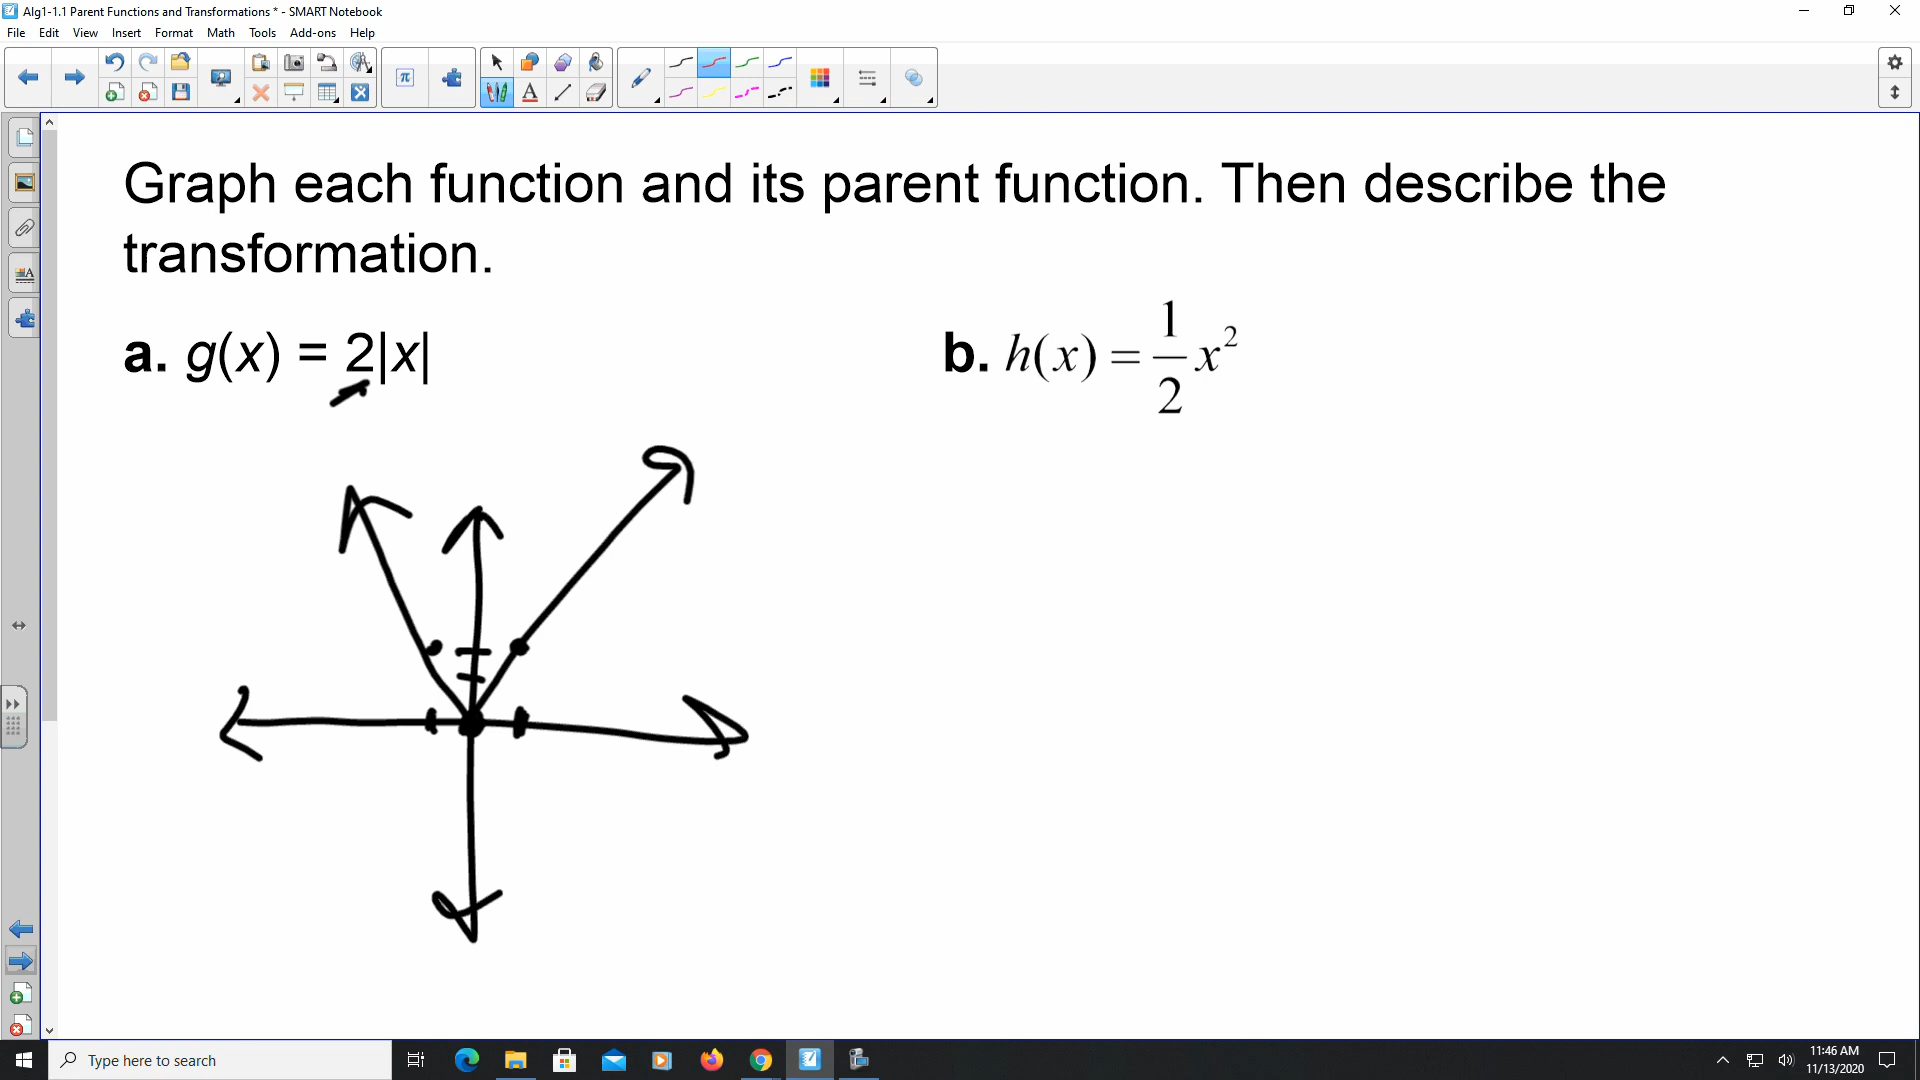 Alg1-1.1 Parent Functions and Transformations * - SMART Notebook
File Edit View Insert Format Math Tools Add-ons Help
π
A
Graph each function and its parent function. Then describe the
transformation.
a. g(x) = 2|x|
b. h(x) = 1/2 x²
Type here to search
11:46 AM
11/13/2020